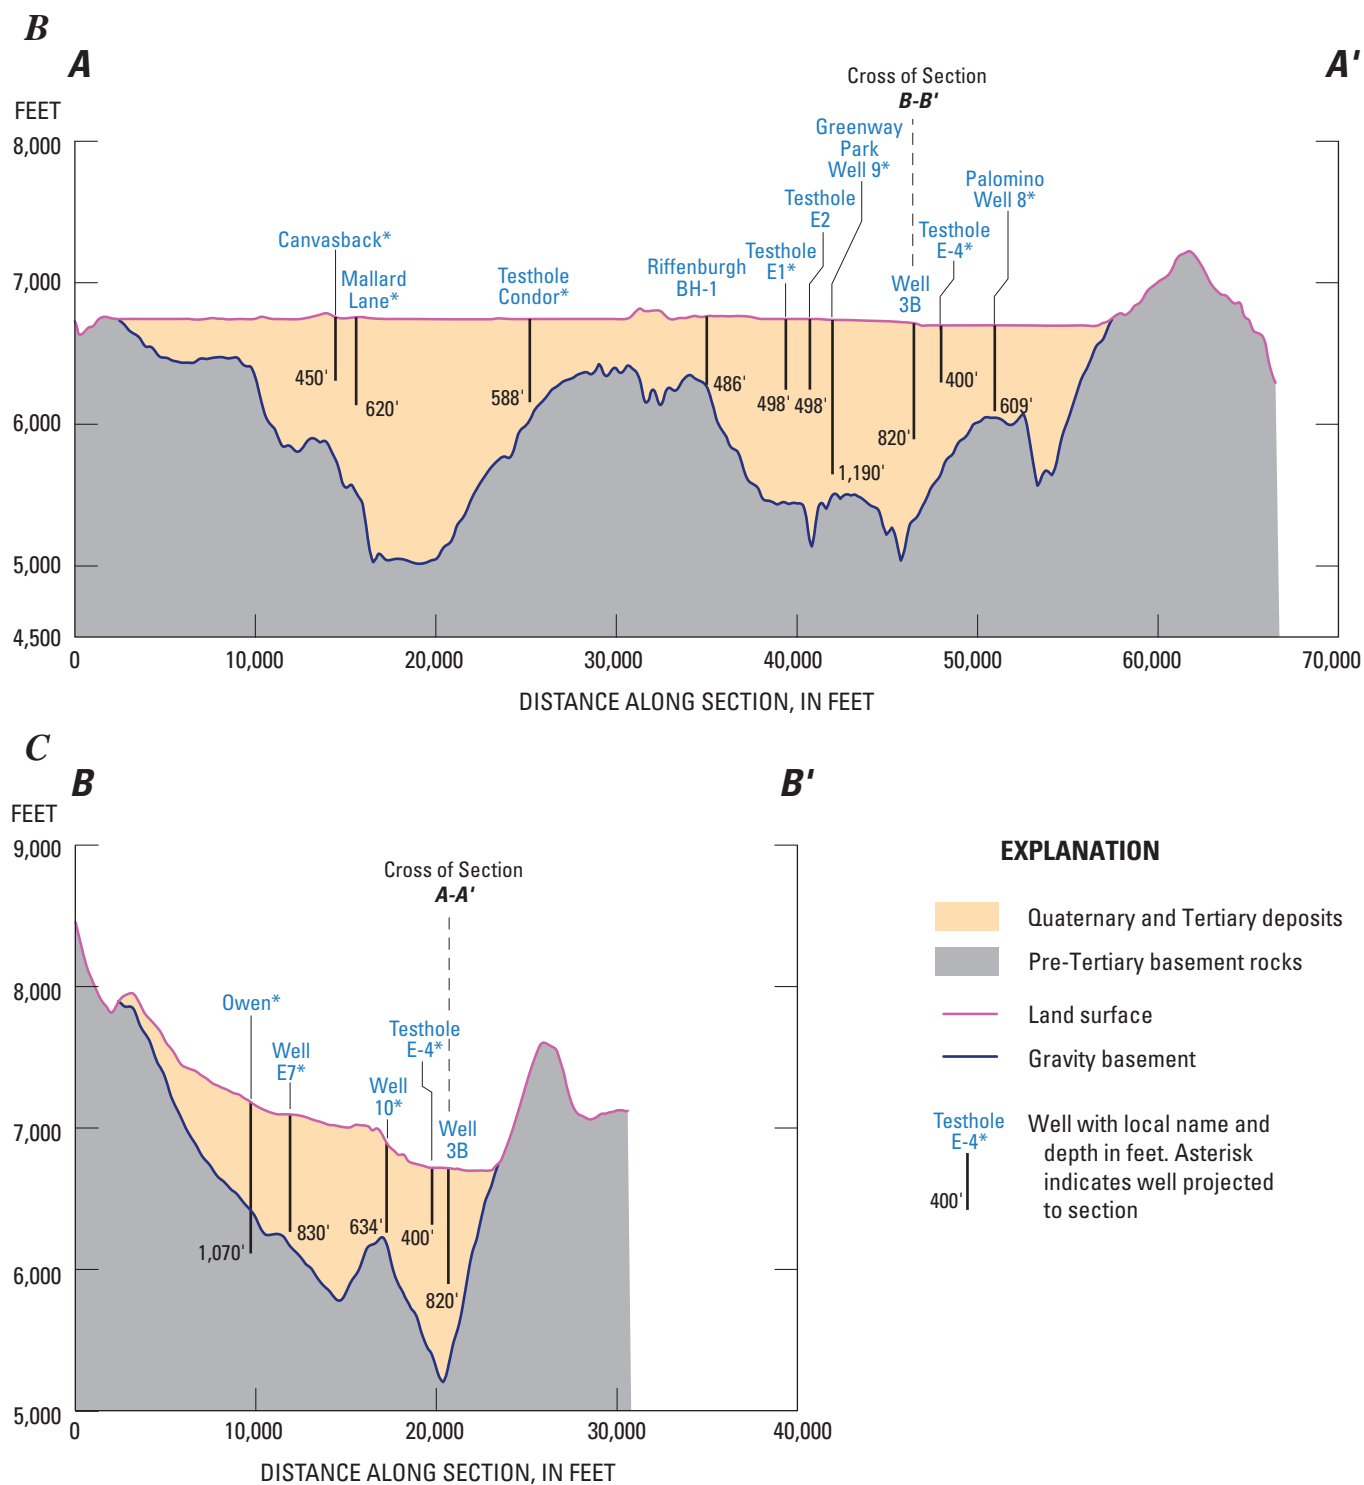 B
A
A'
FEET
Cross of Section
B-B'
8,000
7,000
6,000
5,000
4,500
Canvasback*
Mallard
Lane*
Testhole
Condor*
Riffenburgh
BH-1
Testhole
E1*
Testhole
E2
Greenway
Park
Well 9*
Well
3B
Testhole
E-4*
Palomino
Well 8*
450'
620'
588'
486'
498'
498'
1,190'
820'
400'
609'
0
10,000
20,000
30,000
40,000
50,000
60,000
70,000
DISTANCE ALONG SECTION, IN FEET
C
B
B'
FEET
Cross of Section
A-A'
9,000
8,000
7,000
6,000
5,000
Owen*
Well
E7*
Well
10*
Testhole
E-4*
Well
3B
1,070'
830'
634'
400'
820'
0
10,000
20,000
30,000
40,000
DISTANCE ALONG SECTION, IN FEET
EXPLANATION
Quaternary and Tertiary deposits
Pre-Tertiary basement rocks
Land surface
Gravity basement
Testhole
E-4*
400'
Well with local name and
depth in feet. Asterisk
indicates well projected
to section